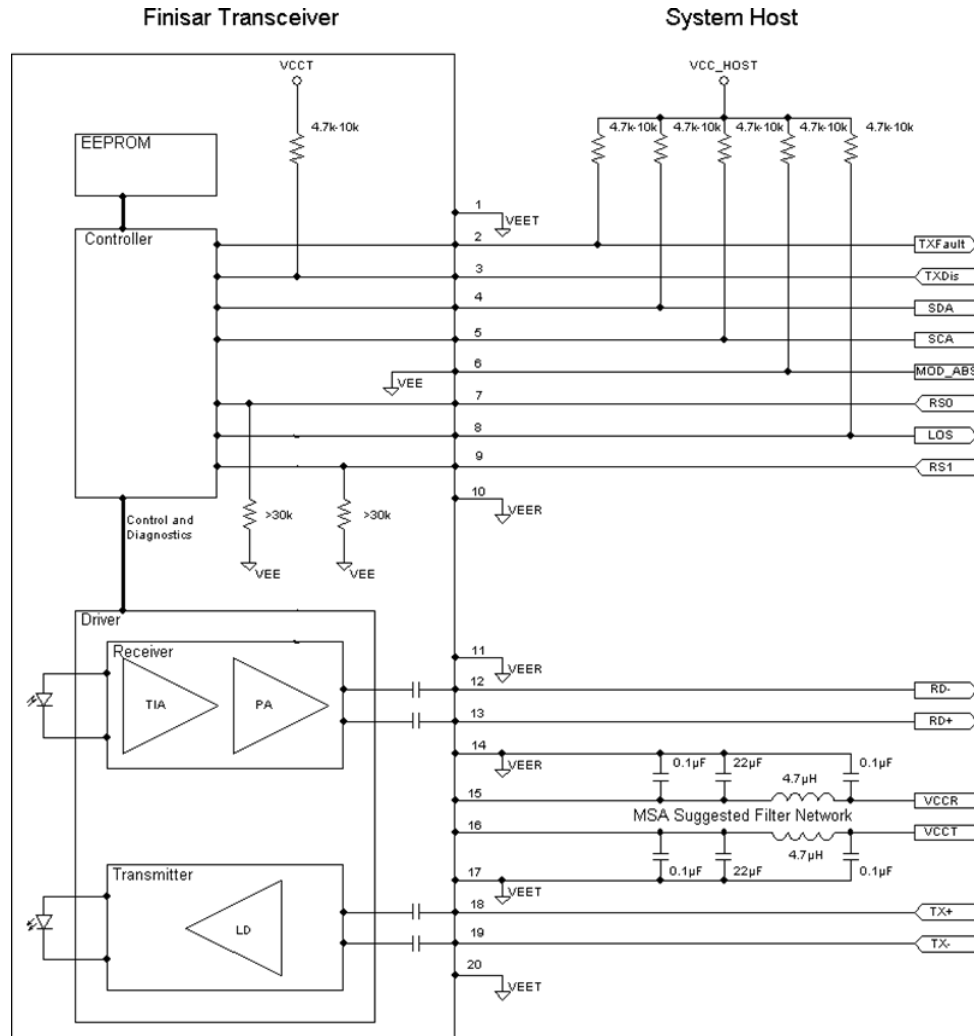 Finisar Transceiver
System Host
VCCT
VCC_HOST
4.7k-10k
4.7k-10k
4.7k-10k
4.7k-10k
4.7k-10k
4.7k-10k
EEPROM
1
VEET
Controller
2
TXFault
3
TXDis
4
SDA
5
SCA
6
VEE
MOD_ABS
7
RS0
8
LOS
9
RS1
10
VEER
Control and
Diagnostics
>30k
>30k
VEE
VEE
Driver
Receiver
11
VEER
TIA
PA
12
RD-
13
RD+
14
VEER
0.1µF
22µF
4.7µH
0.1µF
15
VCCR
MSA Suggested Filter Network
16
VCCT
4.7µH
0.1µF
22µF
0.1µF
Transmitter
17
VEET
LD
18
TX+
19
TX-
20
VEET